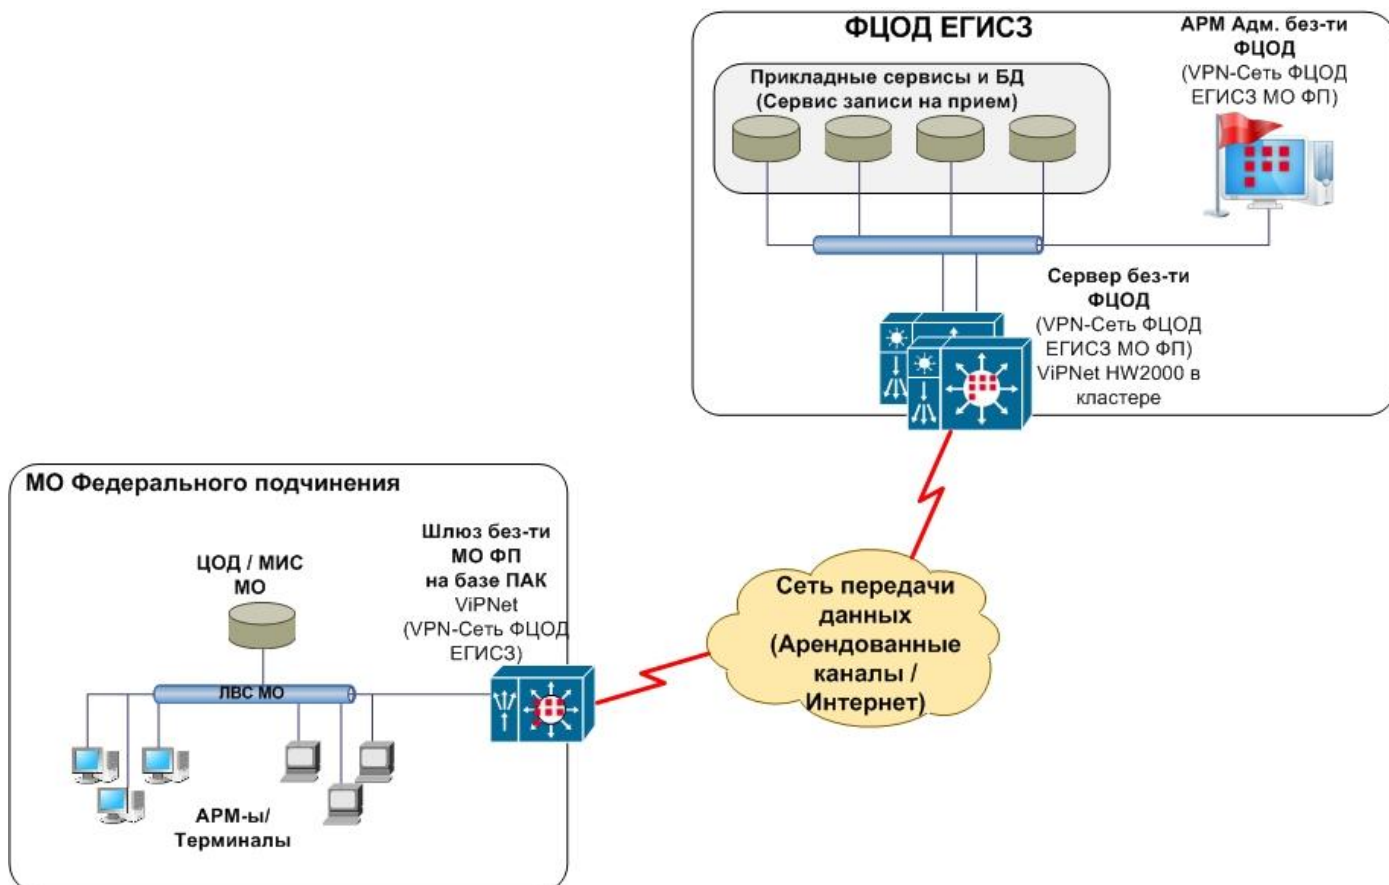 ФЦОД ЕГИСЗ
АРМ Адм. без-ти
ФЦОД
(VPN-Сеть ФЦОД
ЕГИСЗ МО ФП)
Прикладные сервисы и БД
(Сервис записи на прием)
Сервер без-ти
ФЦОД
(VPN-Сеть ФЦОД
ЕГИСЗ МО ФП)
ViPNet HW2000 в
кластере
МО Федерального подчинения
ЦОД / МИС
МО
Шлюз без-ти
МО ФП
на базе ПАК
ViPNet
(VPN-Сеть ФЦОД
ЕГИСЗ)
ЛВС МО
АРМ-ы/
Терминалы
Сеть передачи
данных
(Арендованные
каналы /
Интернет)